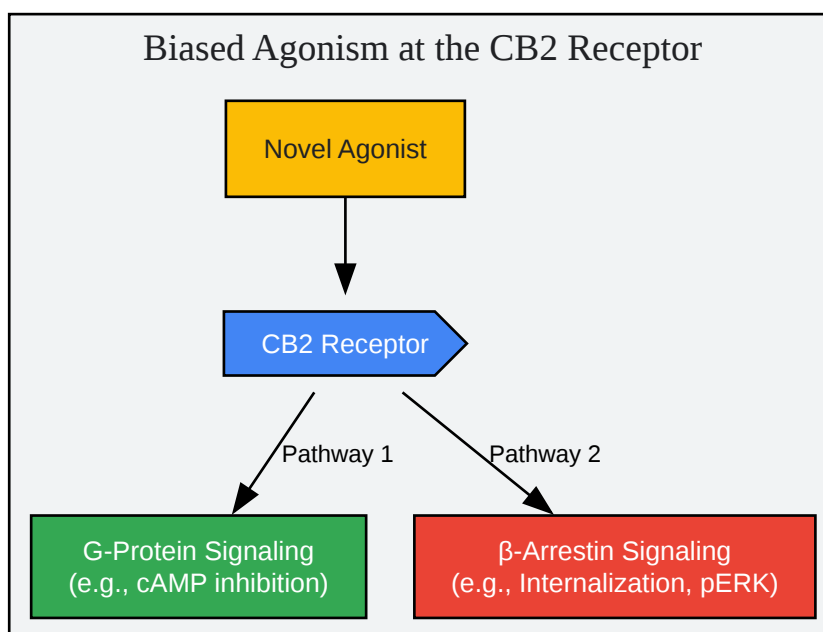 Biased Agonism at the CB2 Receptor
Novel Agonist
CB2 Receptor
Pathway 1
Pathway 2
G-Protein Signaling
(e.g., cAMP inhibition)
β-Arrestin Signaling
(e.g., Internalization, pERK)